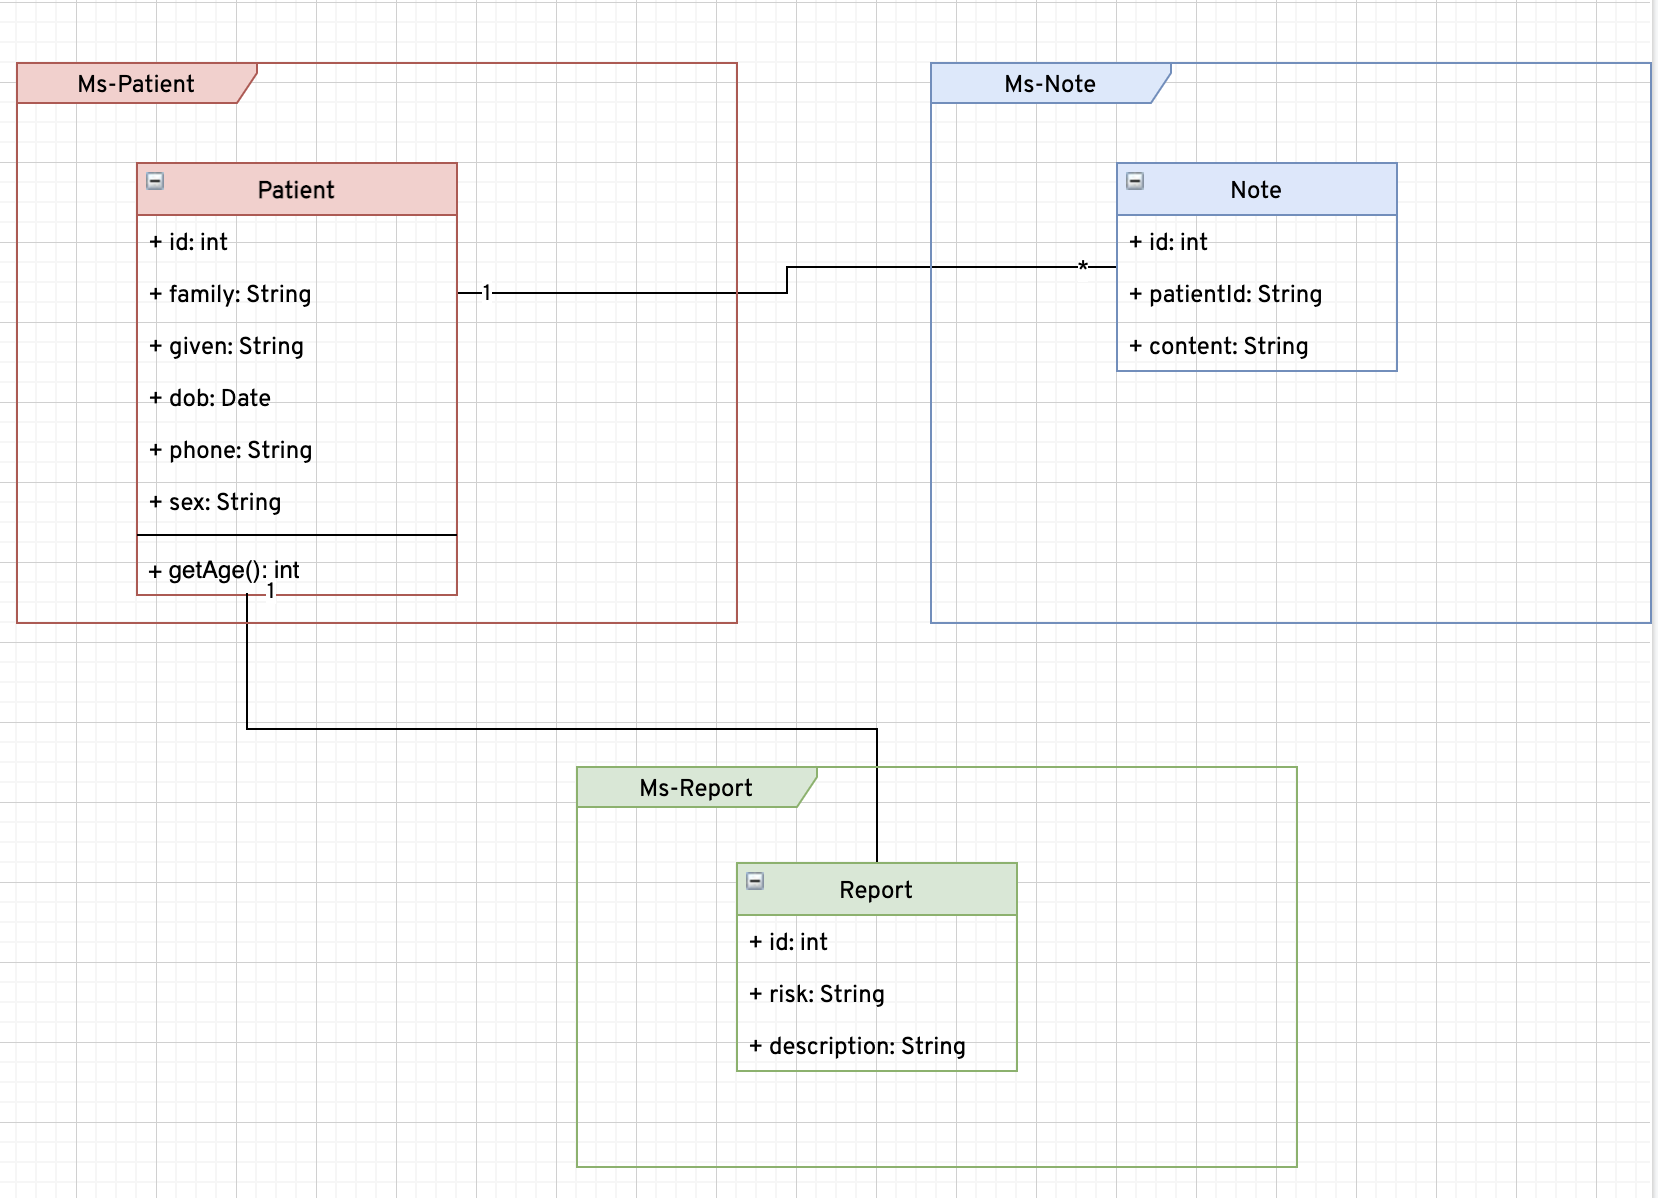 Ms-Patient
Patient
+ id: int
+ family: String
+ given: String
+ dob: Date
+ phone: String
+ sex: String
+ getAge(): int
1
1
*
Ms-Note
Note
+ id: int
+ patientId: String
+ content: String
Ms-Report
Report
+ id: int
+ risk: String
+ description: String